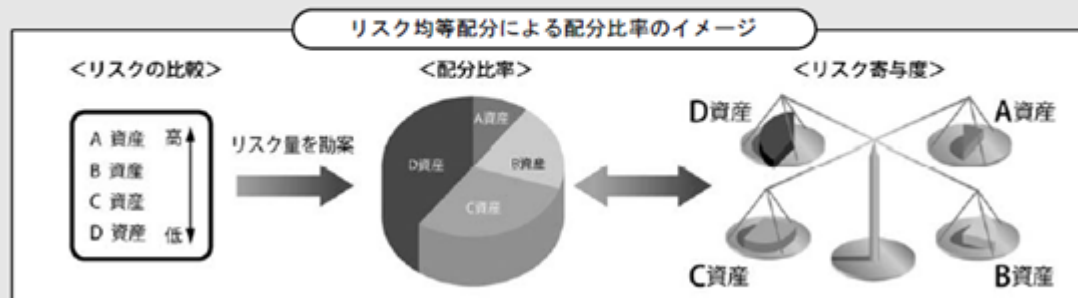 リスク均等配分による配分比率のイメージ
＜リスクの比較＞
A 資産 高
B 資産
C 資産
D 資産 低
リスク量を勘案
＜配分比率＞
A資産
B資産
C資産
D資産
＜リスク寄与度＞
D資産
A資産
C資産
B資産